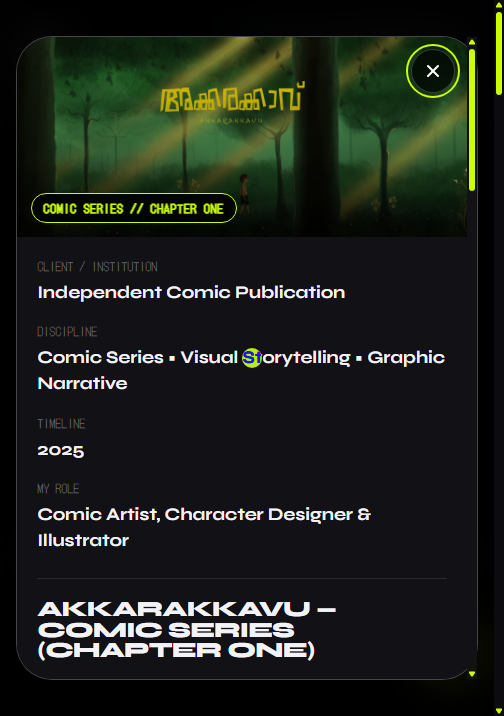 അക്കരക്കാവ്
AKKARAKKAVU
COMIC SERIES // CHAPTER ONE
CLIENT / INSTITUTION
Independent Comic Publication
DISCIPLINE
Comic Series ▪ Visual Storytelling ▪ Graphic
Narrative
TIMELINE
2025
MY ROLE
Comic Artist, Character Designer &
Illustrator
AKKARAKKAVU –
COMIC SERIES
(CHAPTER ONE)